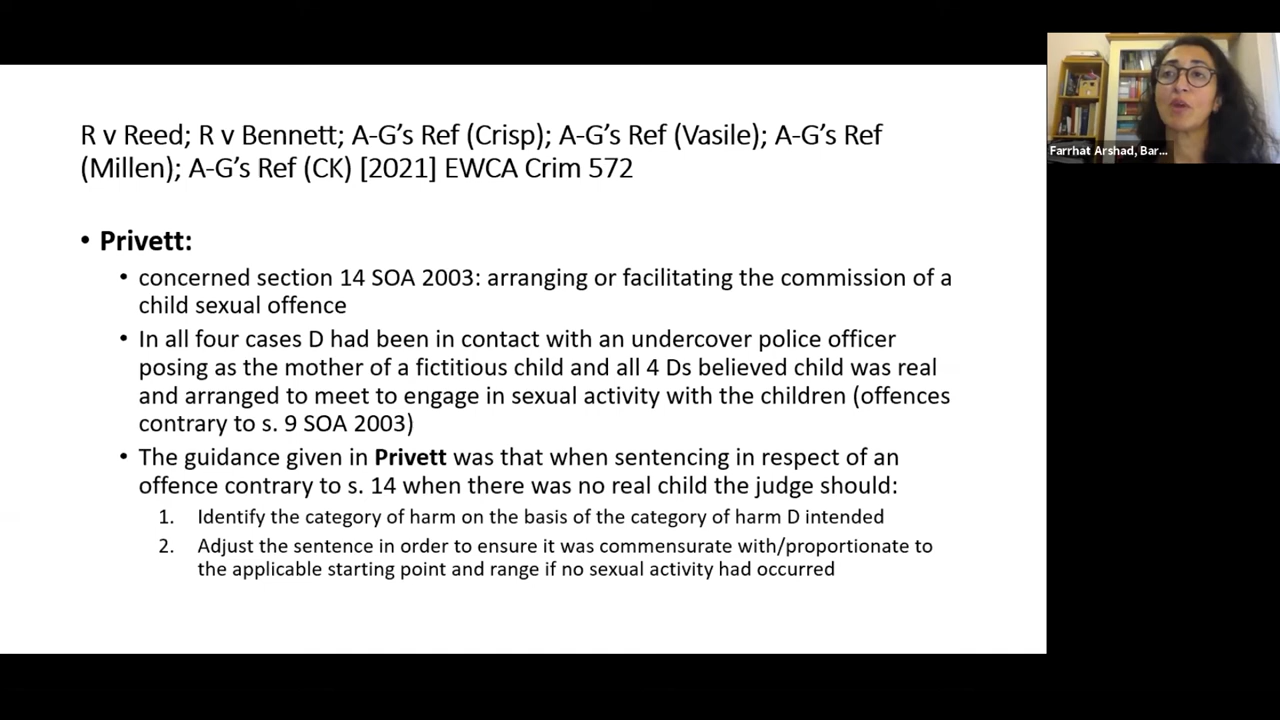 R v Reed; R v Bennett; A-G’s Ref (Crisp); A-G’s Ref (Vasile); A-G’s Ref
(Millen); A-G’s Ref (CK) [2021] EWCA Crim 572
• Privett:
• concerned section 14 SOA 2003: arranging or facilitating the commission of a
child sexual offence
• In all four cases D had been in contact with an undercover police officer
posing as the mother of a fictitious child and all 4 Ds believed child was real
and arranged to meet to engage in sexual activity with the children (offences
contrary to s. 9 SOA 2003)
• The guidance given in Privett was that when sentencing in respect of an
offence contrary to s. 14 when there was no real child the judge should:
1. Identify the category of harm on the basis of the category of harm D intended
2. Adjust the sentence in order to ensure it was commensurate with/proportionate to
the applicable starting point and range if no sexual activity had occurred
Farrhat Arshad, Bar...